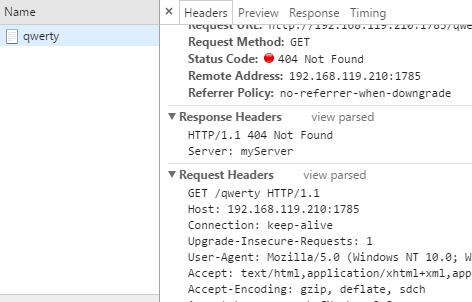 Name
× Headers Preview Response Timing
qwerty
Request URL: http://192.168.119.210:1785/qwe
Request Method: GET
Status Code: 404 Not Found
Remote Address: 192.168.119.210:1785
Referrer Policy: no-referrer-when-downgrade
▼ Response Headers view parsed
HTTP/1.1 404 Not Found
Server: myServer
▼ Request Headers view parsed
GET /qwerty HTTP/1.1
Host: 192.168.119.210:1785
Connection: keep-alive
Upgrade-Insecure-Requests: 1
User-Agent: Mozilla/5.0 (Windows NT 10.0; W
Accept: text/html,application/xhtml+xml,app
Accept-Encoding: gzip, deflate, sdch